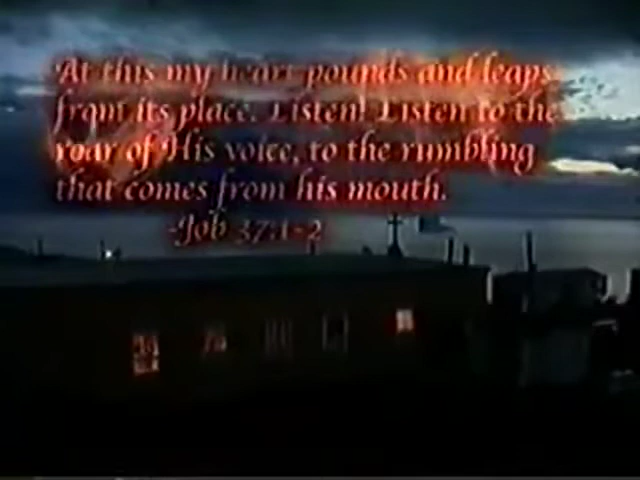 At this my heart pounds and leaps
from its place. Listen! Listen to the
roar of His voice, to the rumbling
that comes from his mouth.
-Job 37:1-2